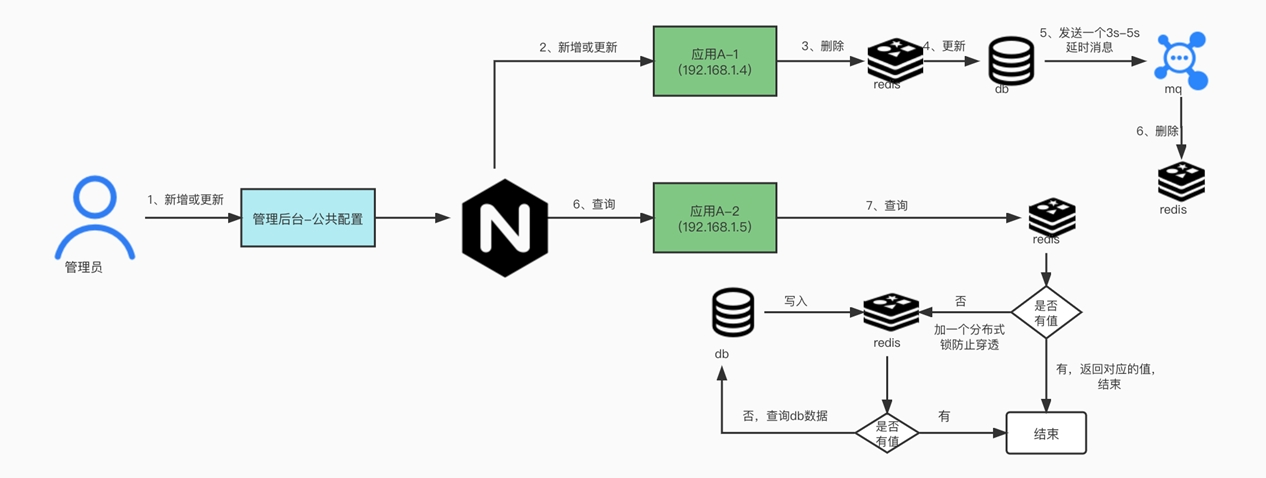 1、新增或更新
管理员
管理后台-公共配置
N
2、新增或更新
应用A-1
（192.168.1.4）
3、删除
redis
4、更新
db
5、发送一个3s-5s
延时消息
mq
6、删除
redis
6、查询
应用A-2
（192.168.1.5）
7、查询
redis
是否
有值
否
加一个分布式
锁防止穿透
有，返回对应的值，
结束
写入
redis
db
是否
有值
否，查询db数据
有
结束